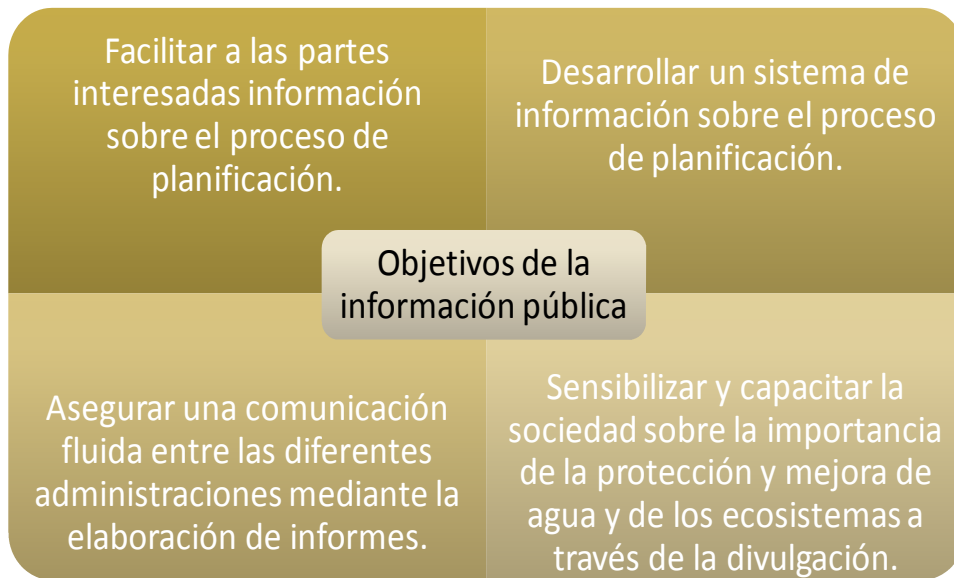 Facilitar a las partes
interesadas información
sobre el proceso de
planificación.
Desarrollar un sistema de
información sobre el proceso
de planificación.
Objetivos de la
información pública
Asegurar una comunicación
fluida entre las diferentes
administraciones mediante la
elaboración de informes.
Sensibilizar y capacitar la
sociedad sobre la importancia
de la protección y mejora de
agua y de los ecosistemas a
través de la divulgación.